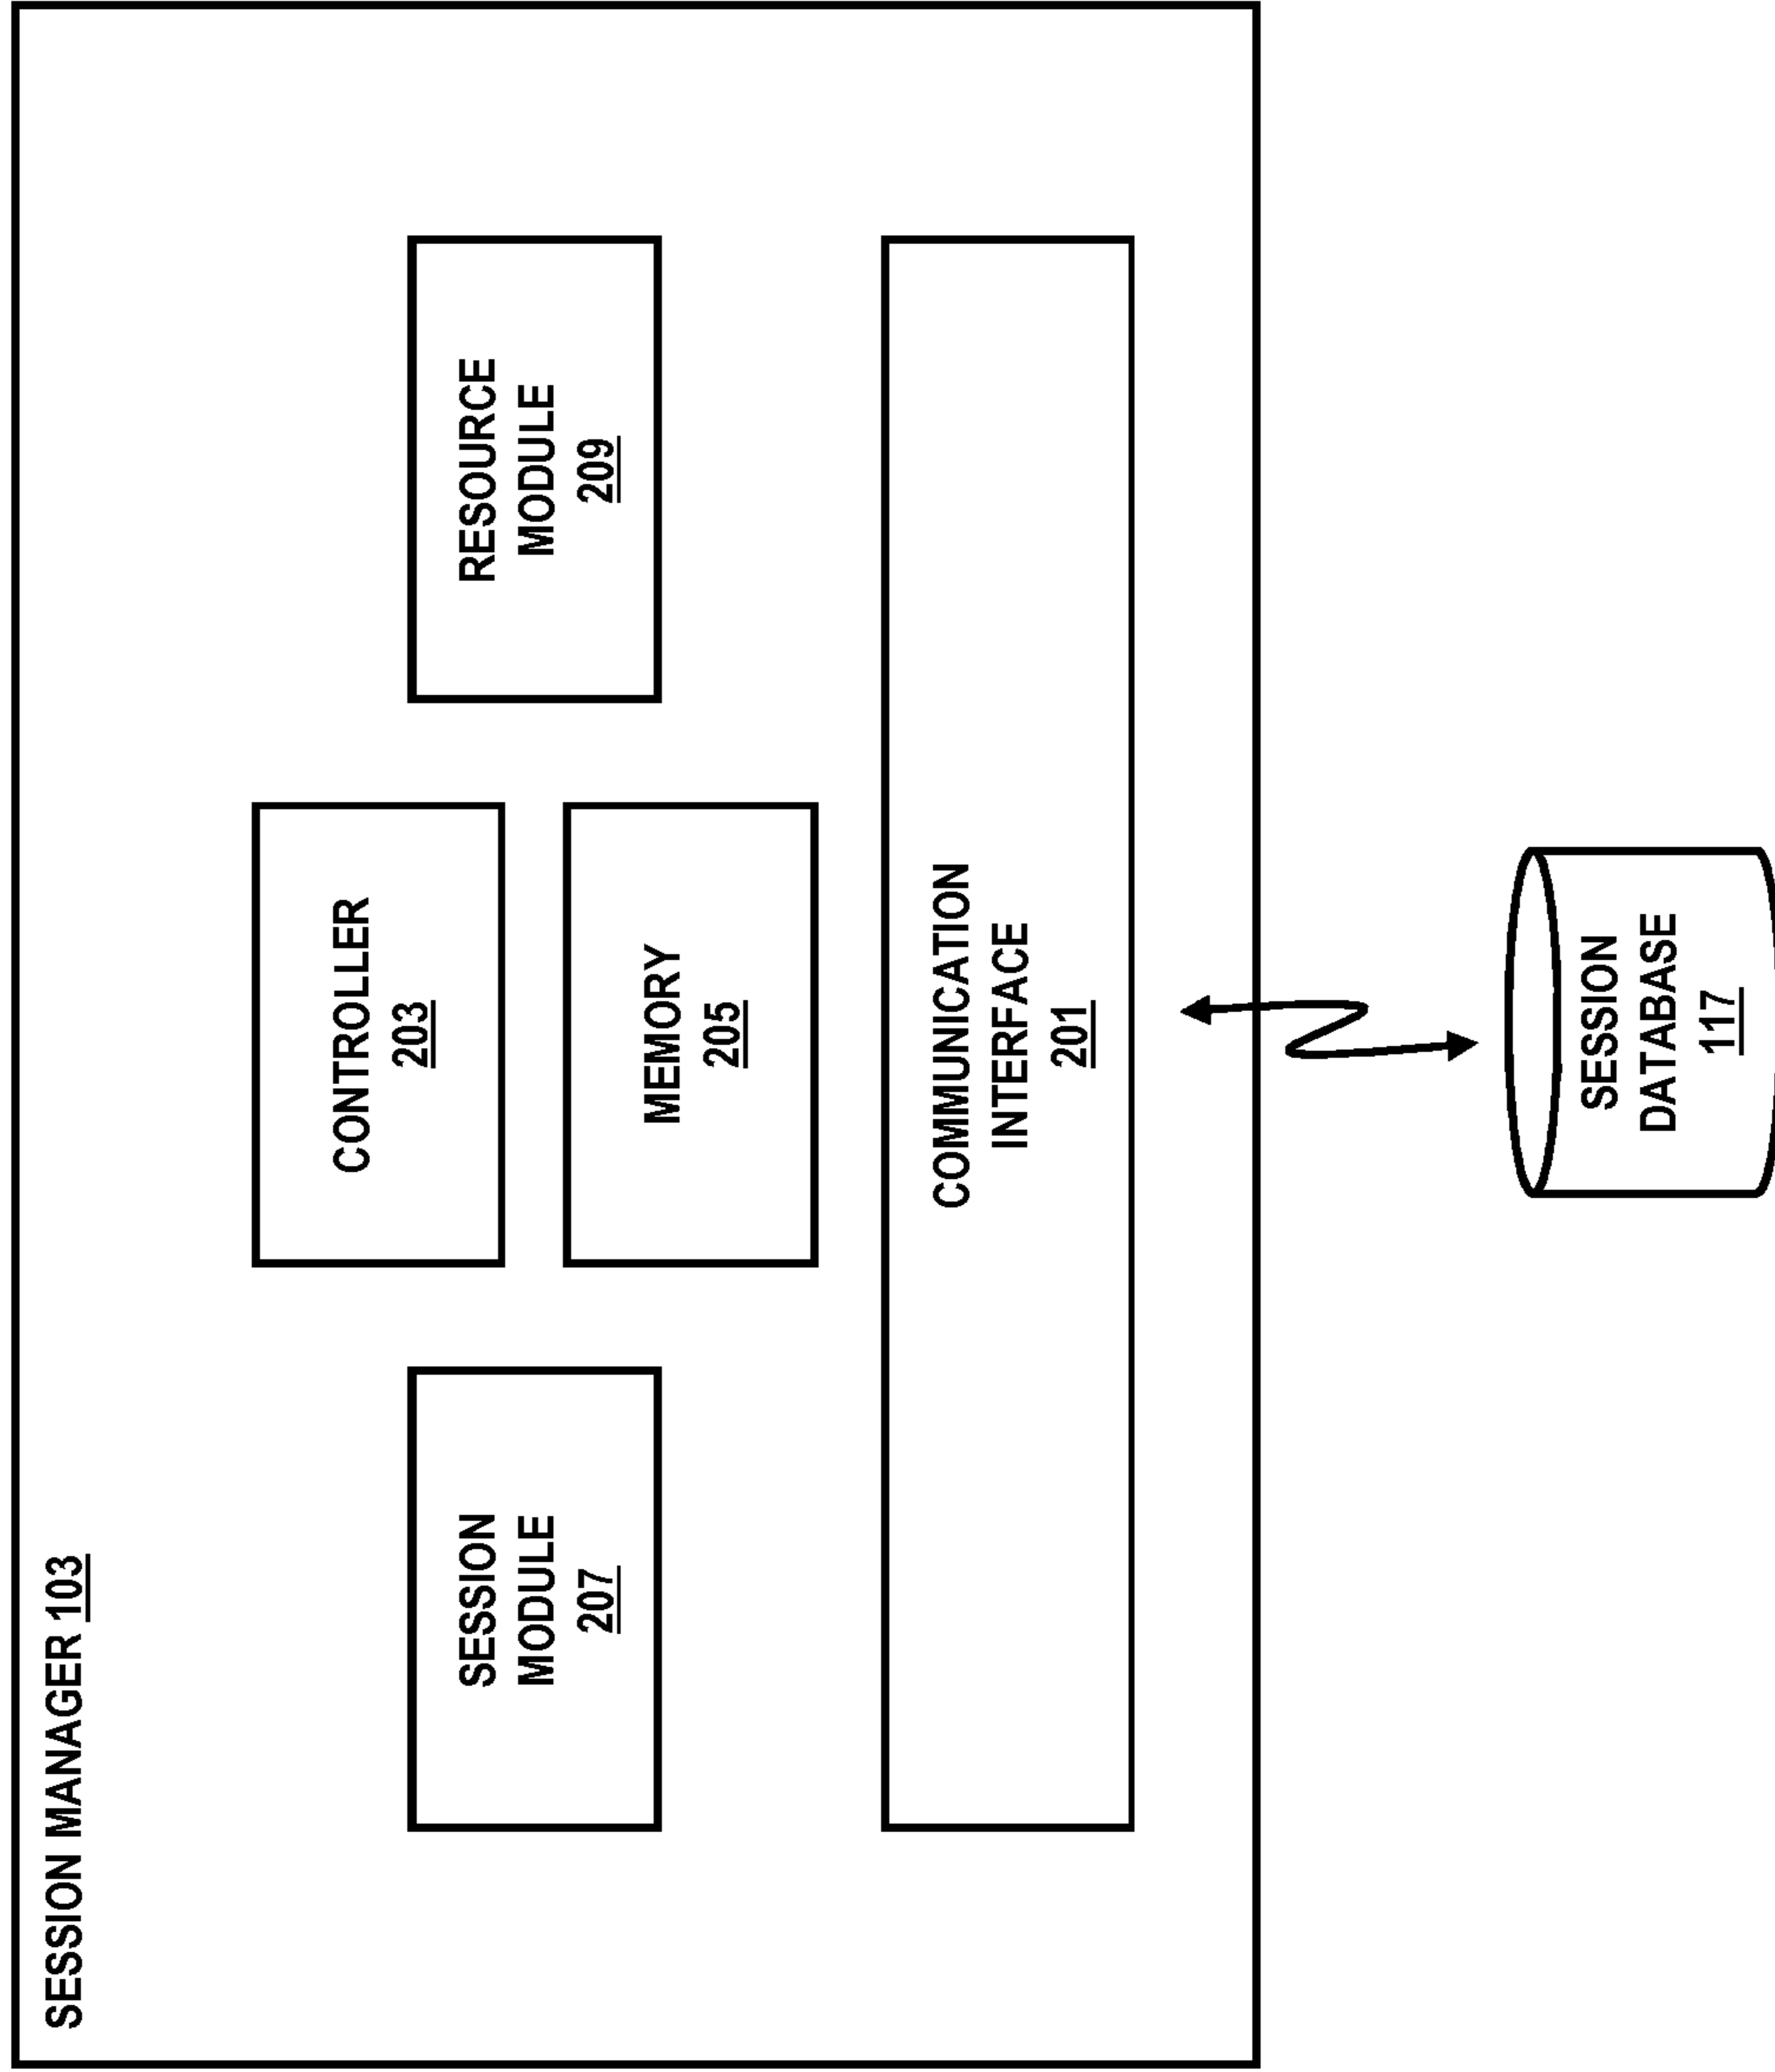 SESSION MANAGER 103
CONTROLLER
203
SESSION
MODULE
207
MEMORY
205
RESOURCE
MODULE
209
COMMUNICATION
INTERFACE
201
SESSION
DATABASE
117